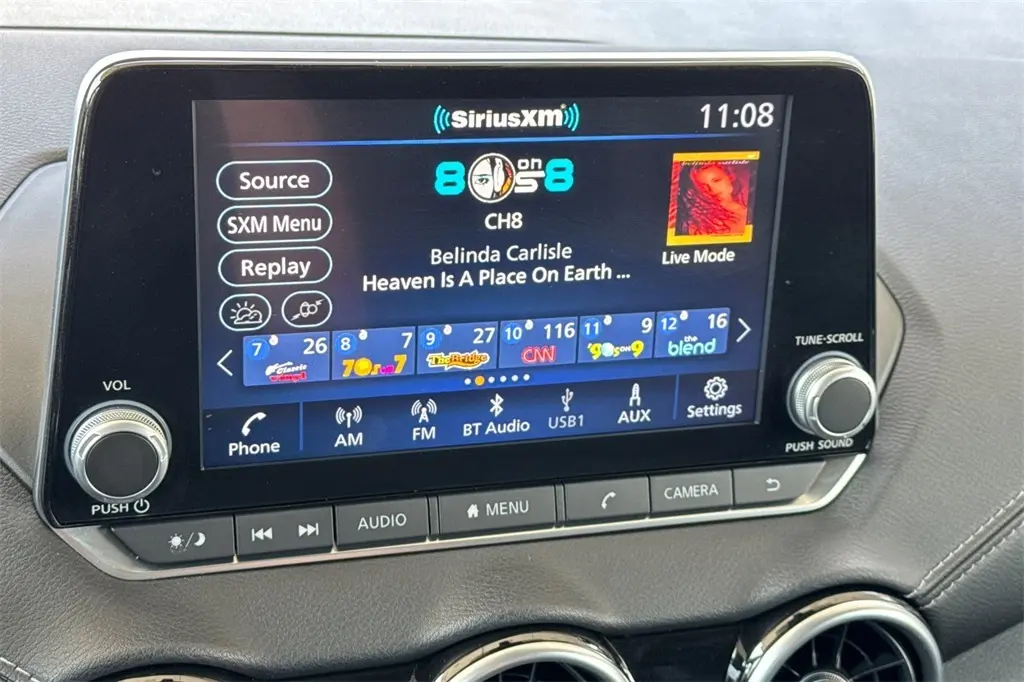 SiriusXM
11:08
Source
80s on 8
SXM Menu
CH8
Replay
Belinda Carlisle
Heaven Is A Place On Earth ...
belinda carlisle
Live Mode
7 26 8 7 9 27 10 116 11 9 12 16
70s on 7 The Bridge CNN '90s on 9 the blend
Phone AM FM BT Audio USB1 AUX Settings
VOL
PUSH
TUNE·SCROLL
PUSH SOUND
AUDIO MENU CAMERA